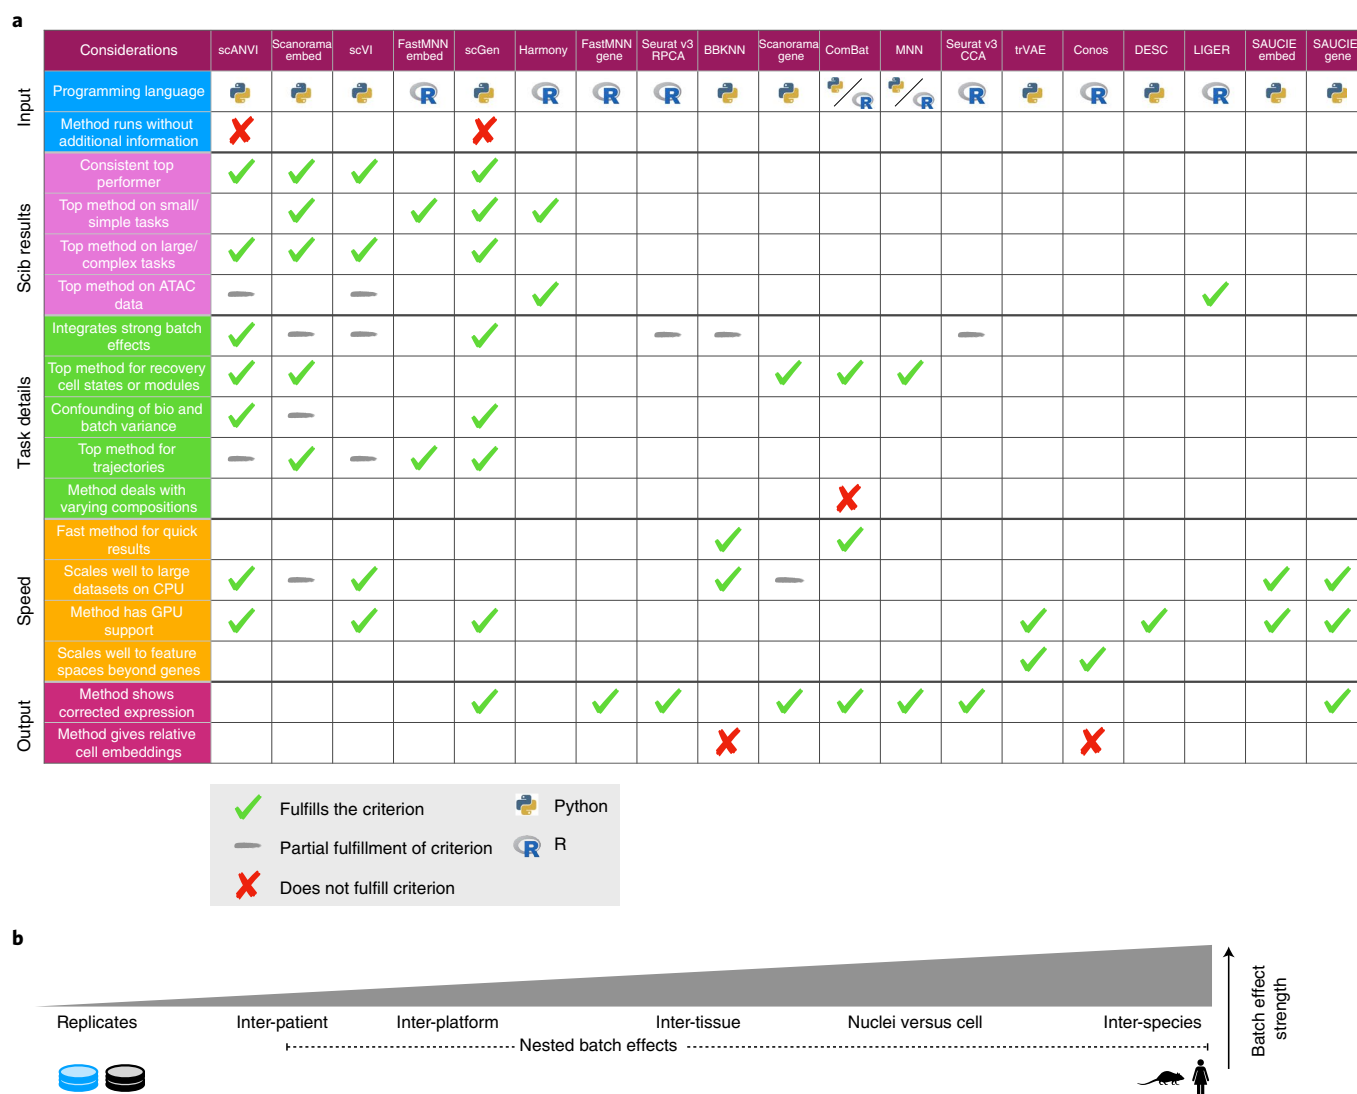 a
Considerations
scANVI
Scanorama
embed
scVI
FastMNN
embed
scGen
Harmony
FastMNN
gene
Seurat v3
RPCA
BBKNN
Scanorama
gene
ComBat
MNN
Seurat v3
CCA
trVAE
Conos
DESC
LIGER
SAUCIE
embed
SAUCIE
gene
Input
Programming language
R
R
R
R
R
R
R
R
R
Method runs without
additional information
Scib results
Consistent top
performer
Top method on small/
simple tasks
Top method on large/
complex tasks
Top method on ATAC
data
Task details
Integrates strong batch
effects
Top method for recovery
cell states or modules
Confounding of bio and
batch variance
Top method for
trajectories
Method deals with
varying compositions
Speed
Fast method for quick
results
Scales well to large
datasets on CPU
Method has GPU
support
Scales well to feature
spaces beyond genes
Output
Method shows
corrected expression
Method gives relative
cell embeddings
Fulfills the criterion
Python
Partial fulfillment of criterion
R
R
Does not fulfill criterion
b
Replicates
Inter-patient
Inter-platform
Inter-tissue
Nuclei versus cell
Inter-species
Nested batch effects
Batch effect
strength